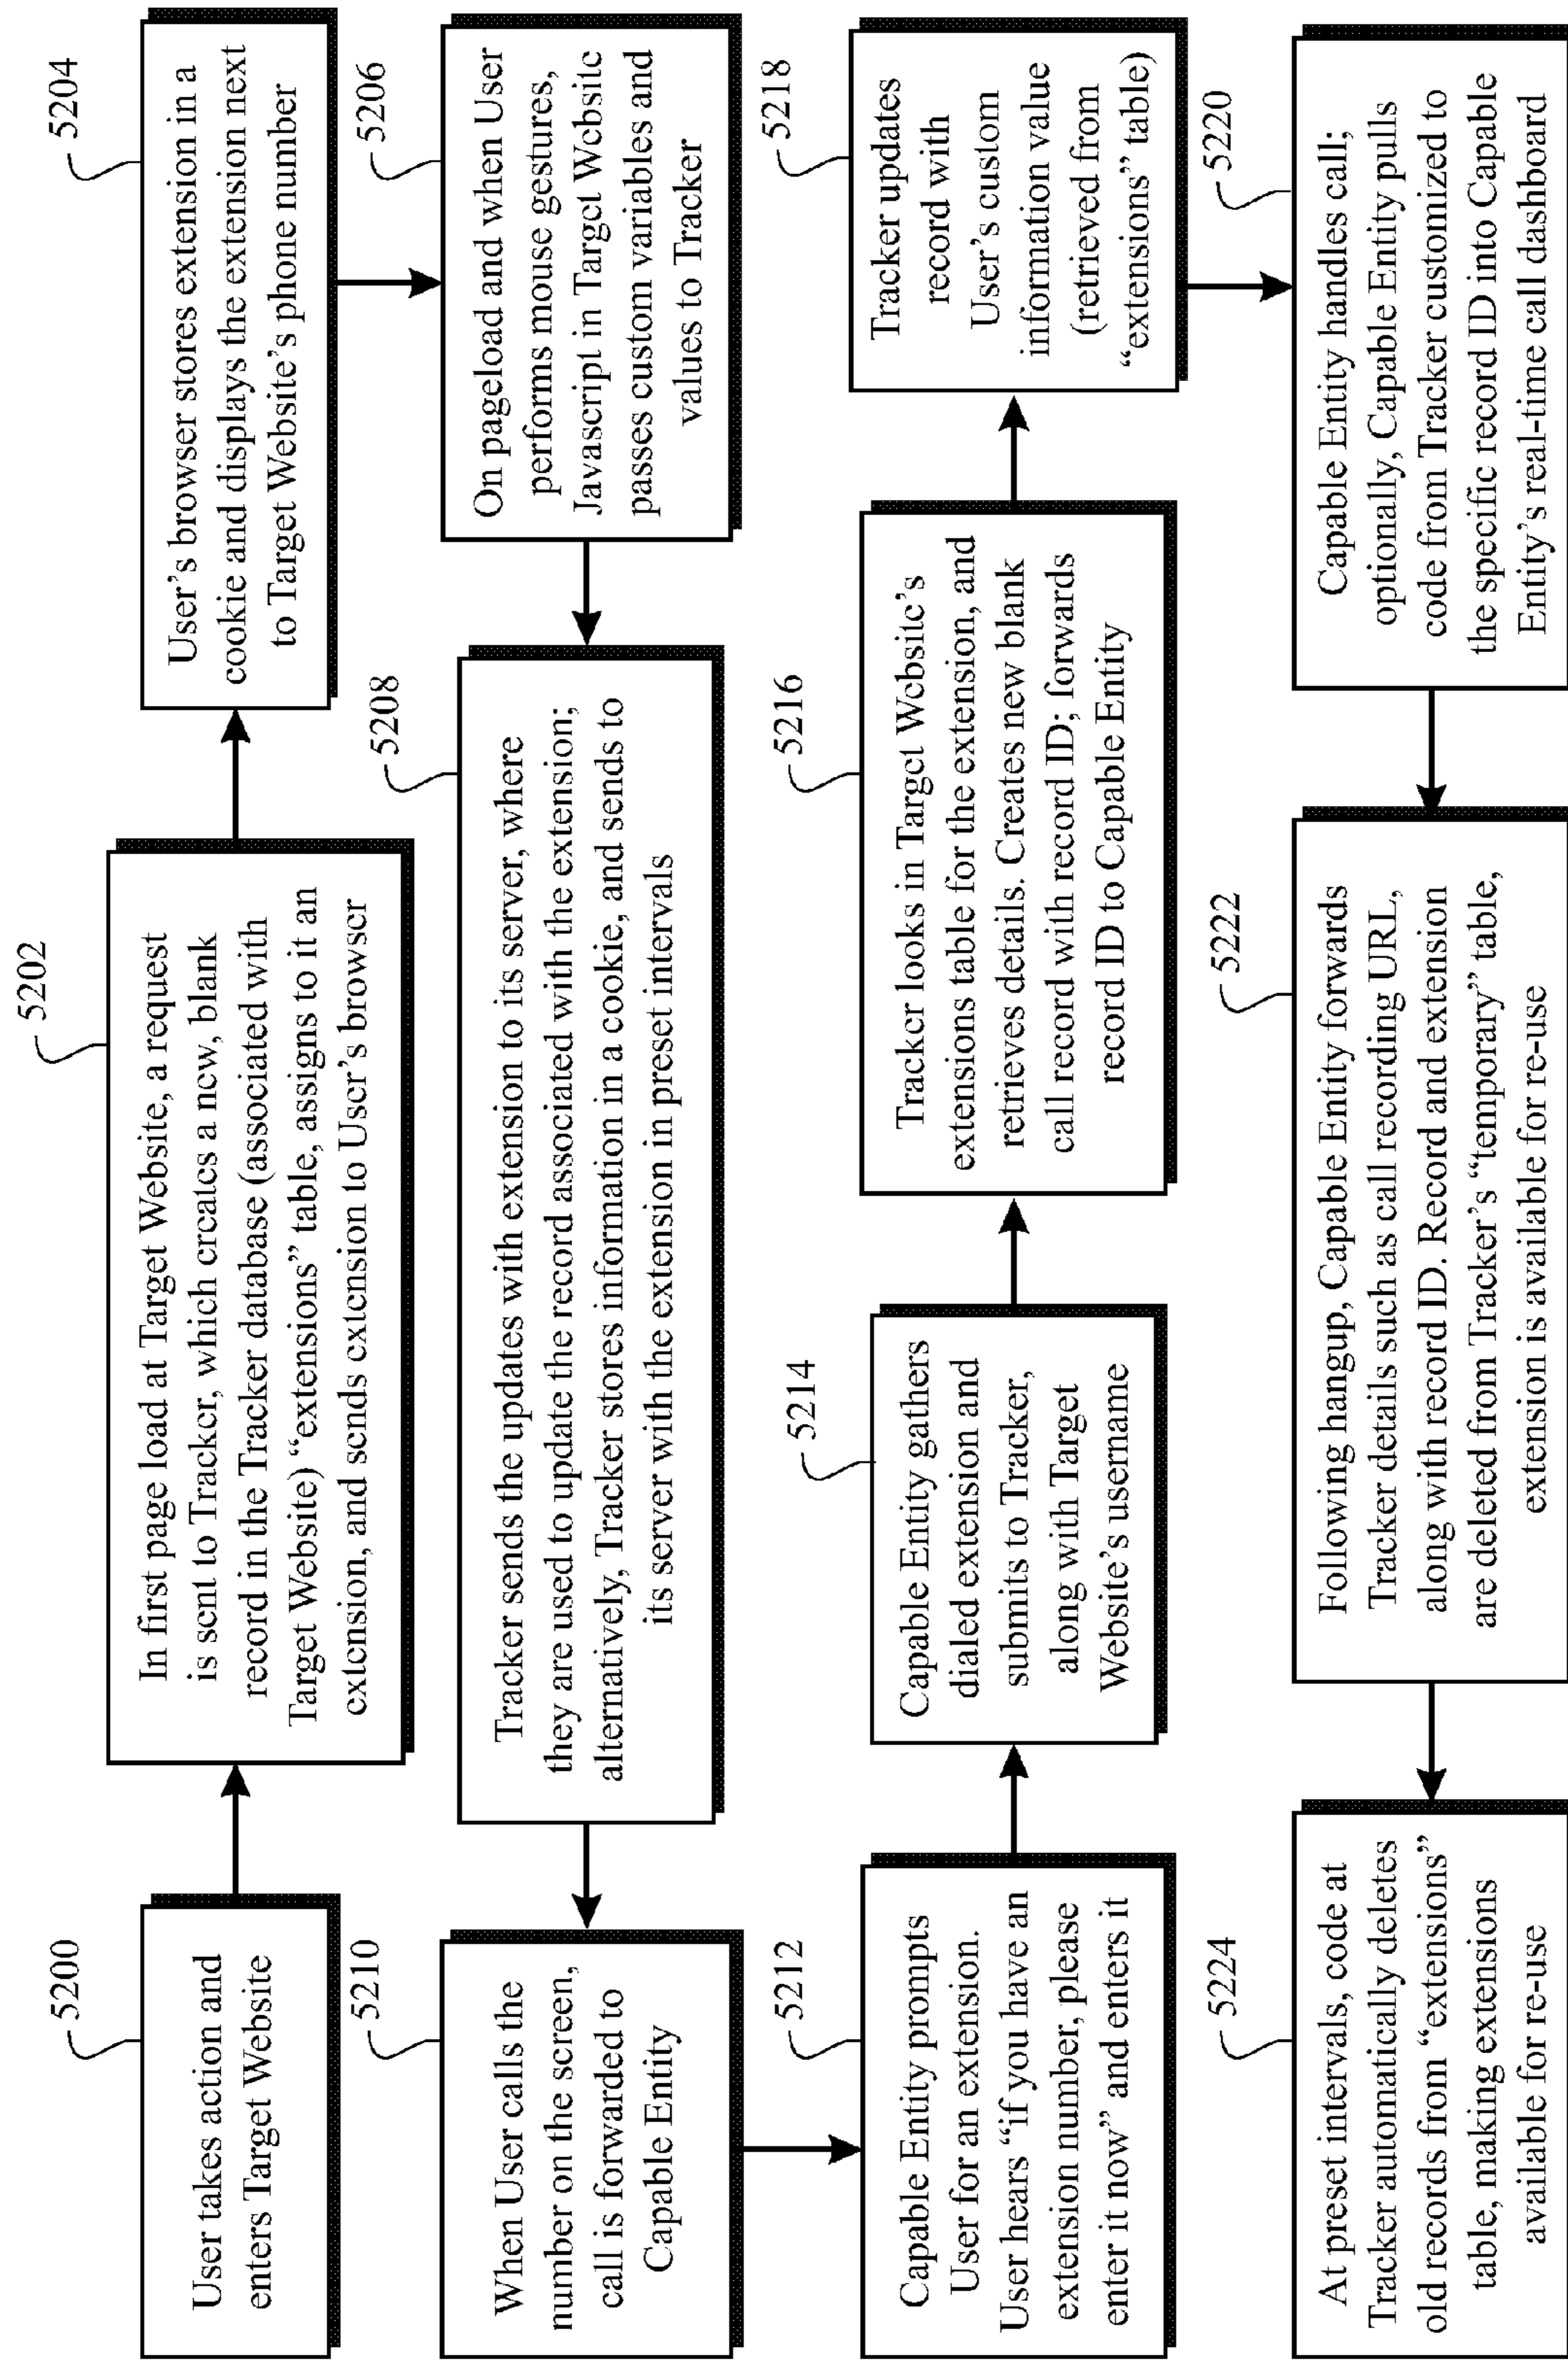 5200
User takes action and
enters Target Website
5202
In first page load at Target Website, a request
is sent to Tracker, which creates a new, blank
record in the Tracker database (associated with
Target Website) “extensions” table, assigns to it an
extension, and sends extension to User’s browser
5204
User’s browser stores extension in a
cookie and displays the extension next
to Target Website’s phone number
5206
On pageload and when User
performs mouse gestures,
Javascript in Target Website
passes custom variables and
values to Tracker
5208
Tracker sends the updates with extension to its server, where
they are used to update the record associated with the extension;
alternatively, Tracker stores information in a cookie, and sends to
its server with the extension in preset intervals
5210
When User calls the
number on the screen,
call is forwarded to
Capable Entity
5212
Capable Entity prompts
User for an extension.
User hears “if you have an
extension number, please
enter it now” and enters it
5214
Capable Entity gathers
dialed extension and
submits to Tracker,
along with Target
Website’s username
5216
Tracker looks in Target Website’s
extensions table for the extension, and
retrieves details. Creates new blank
call record with record ID; forwards
record ID to Capable Entity
5218
Tracker updates
record with
User’s custom
information value
(retrieved from
“extensions” table)
5220
Capable Entity handles call;
optionally, Capable Entity pulls
code from Tracker customized to
the specific record ID into Capable
Entity’s real-time call dashboard
5222
Following hangup, Capable Entity forwards
Tracker details such as call recording URL,
along with record ID. Record and extension
are deleted from Tracker’s “temporary” table,
extension is available for re-use
5224
At preset intervals, code at
Tracker automatically deletes
old records from “extensions”
table, making extensions
available for re-use